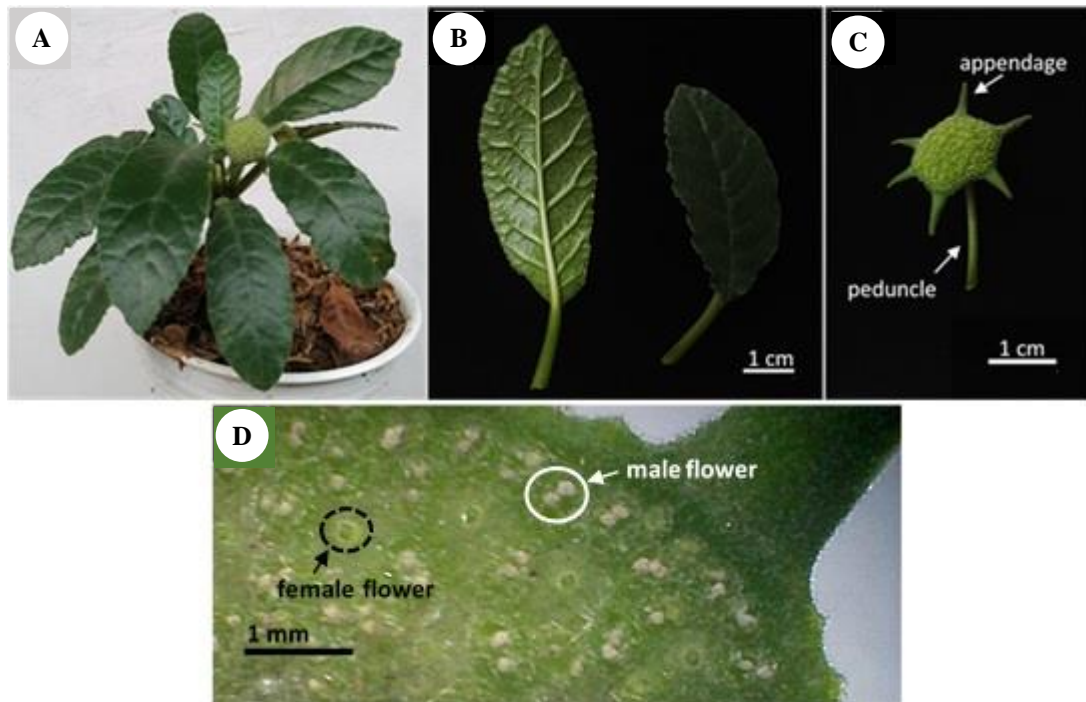 A
B
C
appendage
peduncle
1 cm
1 cm
D
male flower
female flower
1 mm